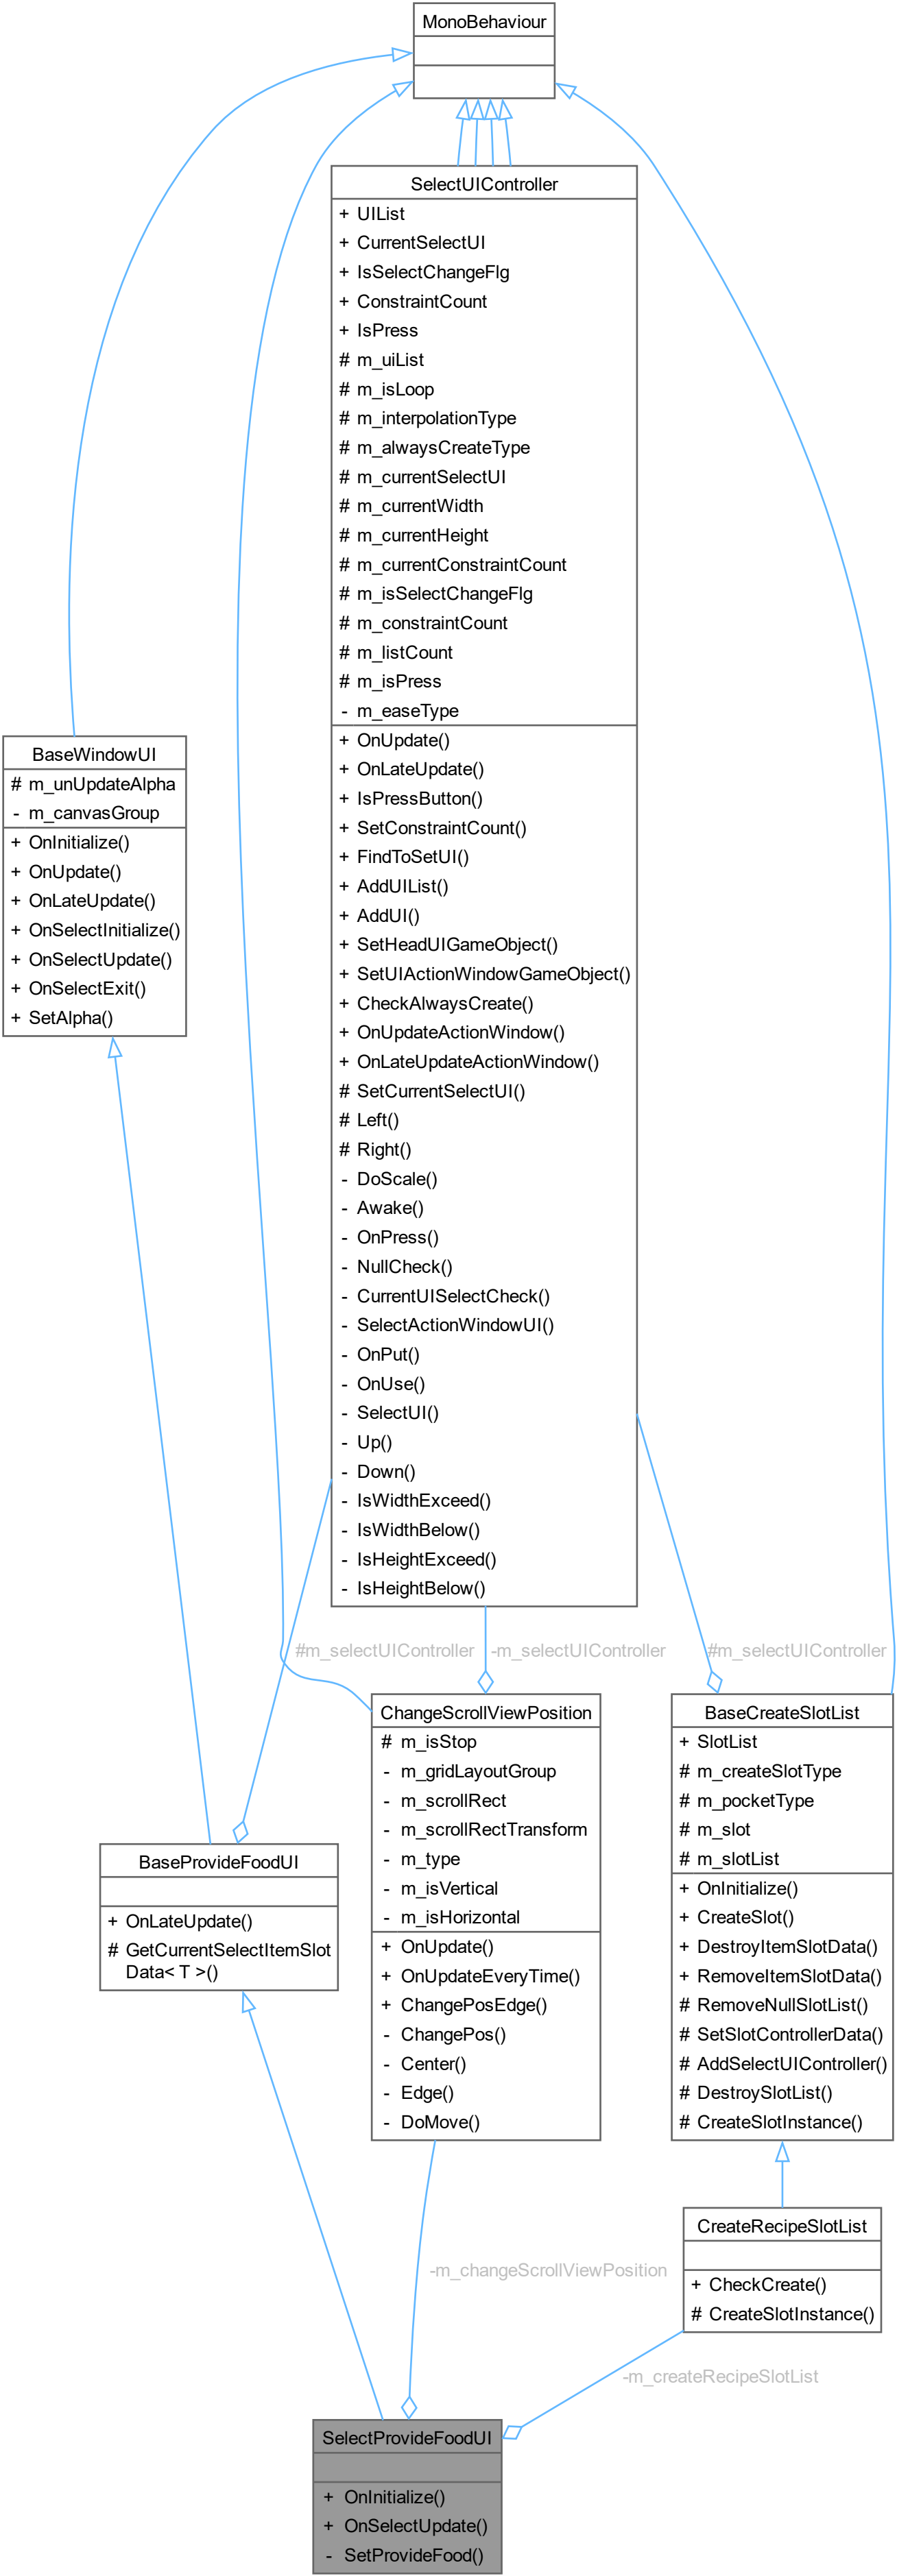 MonoBehaviour
SelectUIController
+ UIList
+ CurrentSelectUI
+ IsSelectChangeFlg
+ ConstraintCount
+ IsPress
# m_uiList
# m_isLoop
# m_interpolationType
# m_alwaysCreateType
# m_currentSelectUI
# m_currentWidth
# m_currentHeight
# m_currentConstraintCount
# m_isSelectChangeFlg
# m_constraintCount
# m_listCount
# m_isPress
- m_easeType
+ OnUpdate()
+ OnLateUpdate()
+ IsPressButton()
+ SetConstraintCount()
+ FindToSetUI()
+ AddUIList()
+ AddUI()
+ SetHeadUIGameObject()
+ SetUIActionWindowGameObject()
+ CheckAlwaysCreate()
+ OnUpdateActionWindow()
+ OnLateUpdateActionWindow()
# SetCurrentSelectUI()
# Left()
# Right()
- DoScale()
- Awake()
- OnPress()
- NullCheck()
- CurrentUISelectCheck()
- SelectActionWindowUI()
- OnPut()
- OnUse()
- SelectUI()
- Up()
- Down()
- IsWidthExceed()
- IsWidthBelow()
- IsHeightExceed()
- IsHeightBelow()
BaseWindowUI
# m_unUpdateAlpha
- m_canvasGroup
+ OnInitialize()
+ OnUpdate()
+ OnLateUpdate()
+ OnSelectInitialize()
+ OnSelectUpdate()
+ OnSelectExit()
+ SetAlpha()
#m_selectUIController
-m_selectUIController
#m_selectUIController
ChangeScrollViewPosition
# m_isStop
- m_gridLayoutGroup
- m_scrollRect
- m_scrollRectTransform
- m_type
- m_isVertical
- m_isHorizontal
+ OnUpdate()
+ OnUpdateEveryTime()
+ ChangePosEdge()
- ChangePos()
- Center()
- Edge()
- DoMove()
BaseCreateSlotList
+ SlotList
# m_createSlotType
# m_pocketType
# m_slot
# m_slotList
+ OnInitialize()
+ CreateSlot()
+ DestroyItemSlotData()
+ RemoveItemSlotData()
# RemoveNullSlotList()
# SetSlotControllerData()
# AddSelectUIController()
# DestroySlotList()
# CreateSlotInstance()
BaseProvideFoodUI
+ OnLateUpdate()
# GetCurrentSelectItemSlot
Data< T >()
CreateRecipeSlotList
+ CheckCreate()
# CreateSlotInstance()
-m_changeScrollViewPosition
-m_createRecipeSlotList
SelectProvideFoodUI
+ OnInitialize()
+ OnSelectUpdate()
- SetProvideFood()